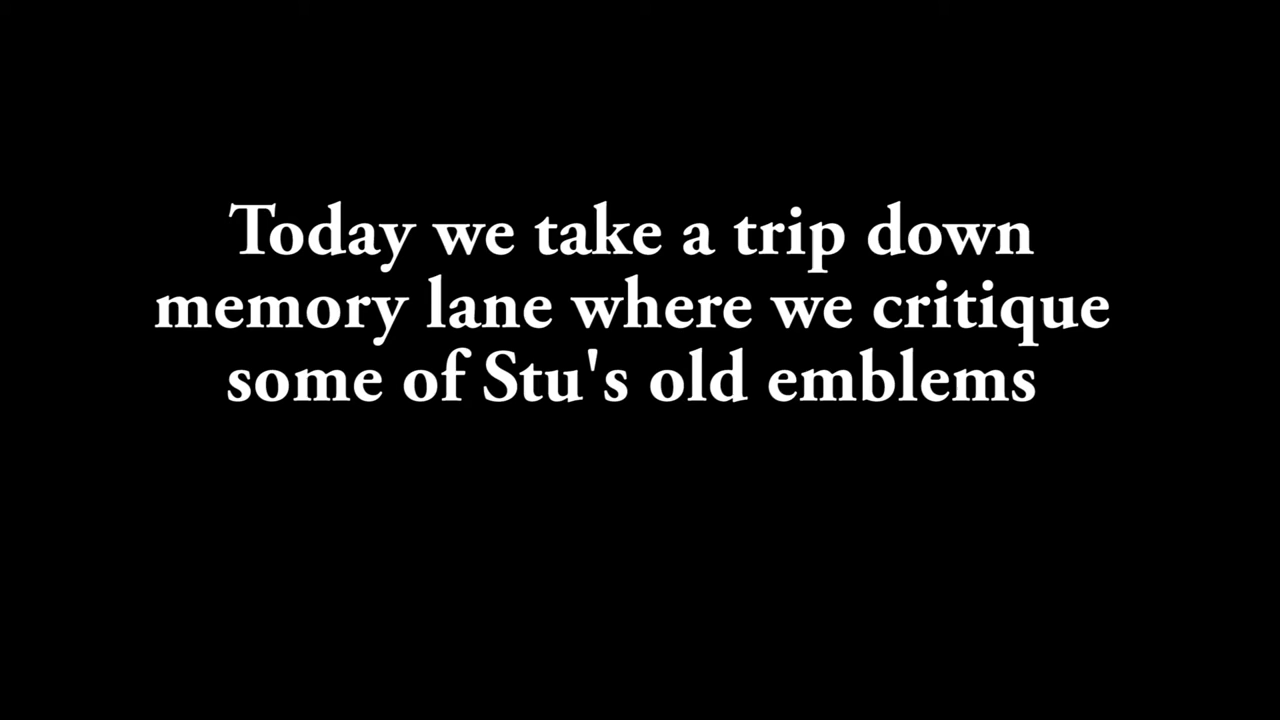 Today we take a trip down
memory lane where we critique
some of Stu's old emblems